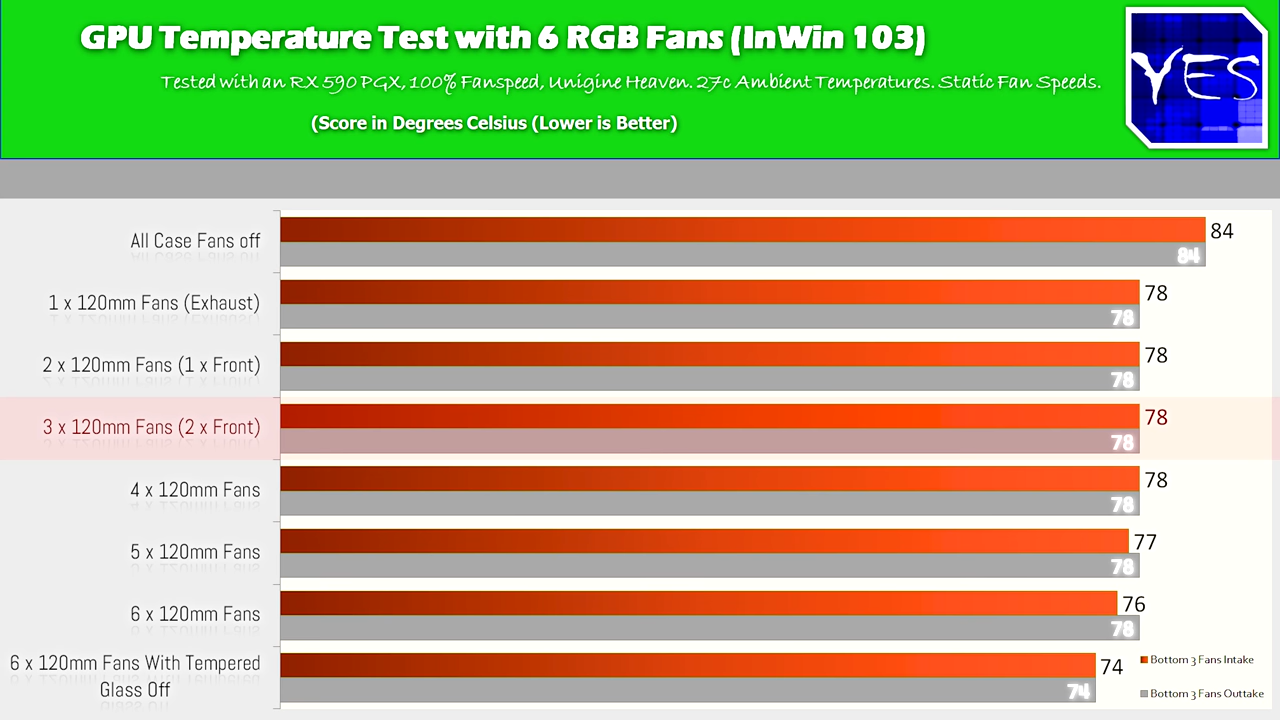 GPU Temperature Test with 6 RGB Fans (InWin 103)
Tested with an RX 590 PGX, 100% Fanspeed, Unigine Heaven. 27c Ambient Temperatures. Static Fan Speeds.
(Score in Degrees Celsius (Lower is Better)
YES
All Case Fans off
84
84
1 x 120mm Fans (Exhaust)
78
78
2 x 120mm Fans (1 x Front)
78
78
3 x 120mm Fans (2 x Front)
78
78
4 x 120mm Fans
78
78
5 x 120mm Fans
77
78
6 x 120mm Fans
76
78
6 x 120mm Fans With Tempered
Glass Off
74
74
Bottom 3 Fans Intake
Bottom 3 Fans Outtake